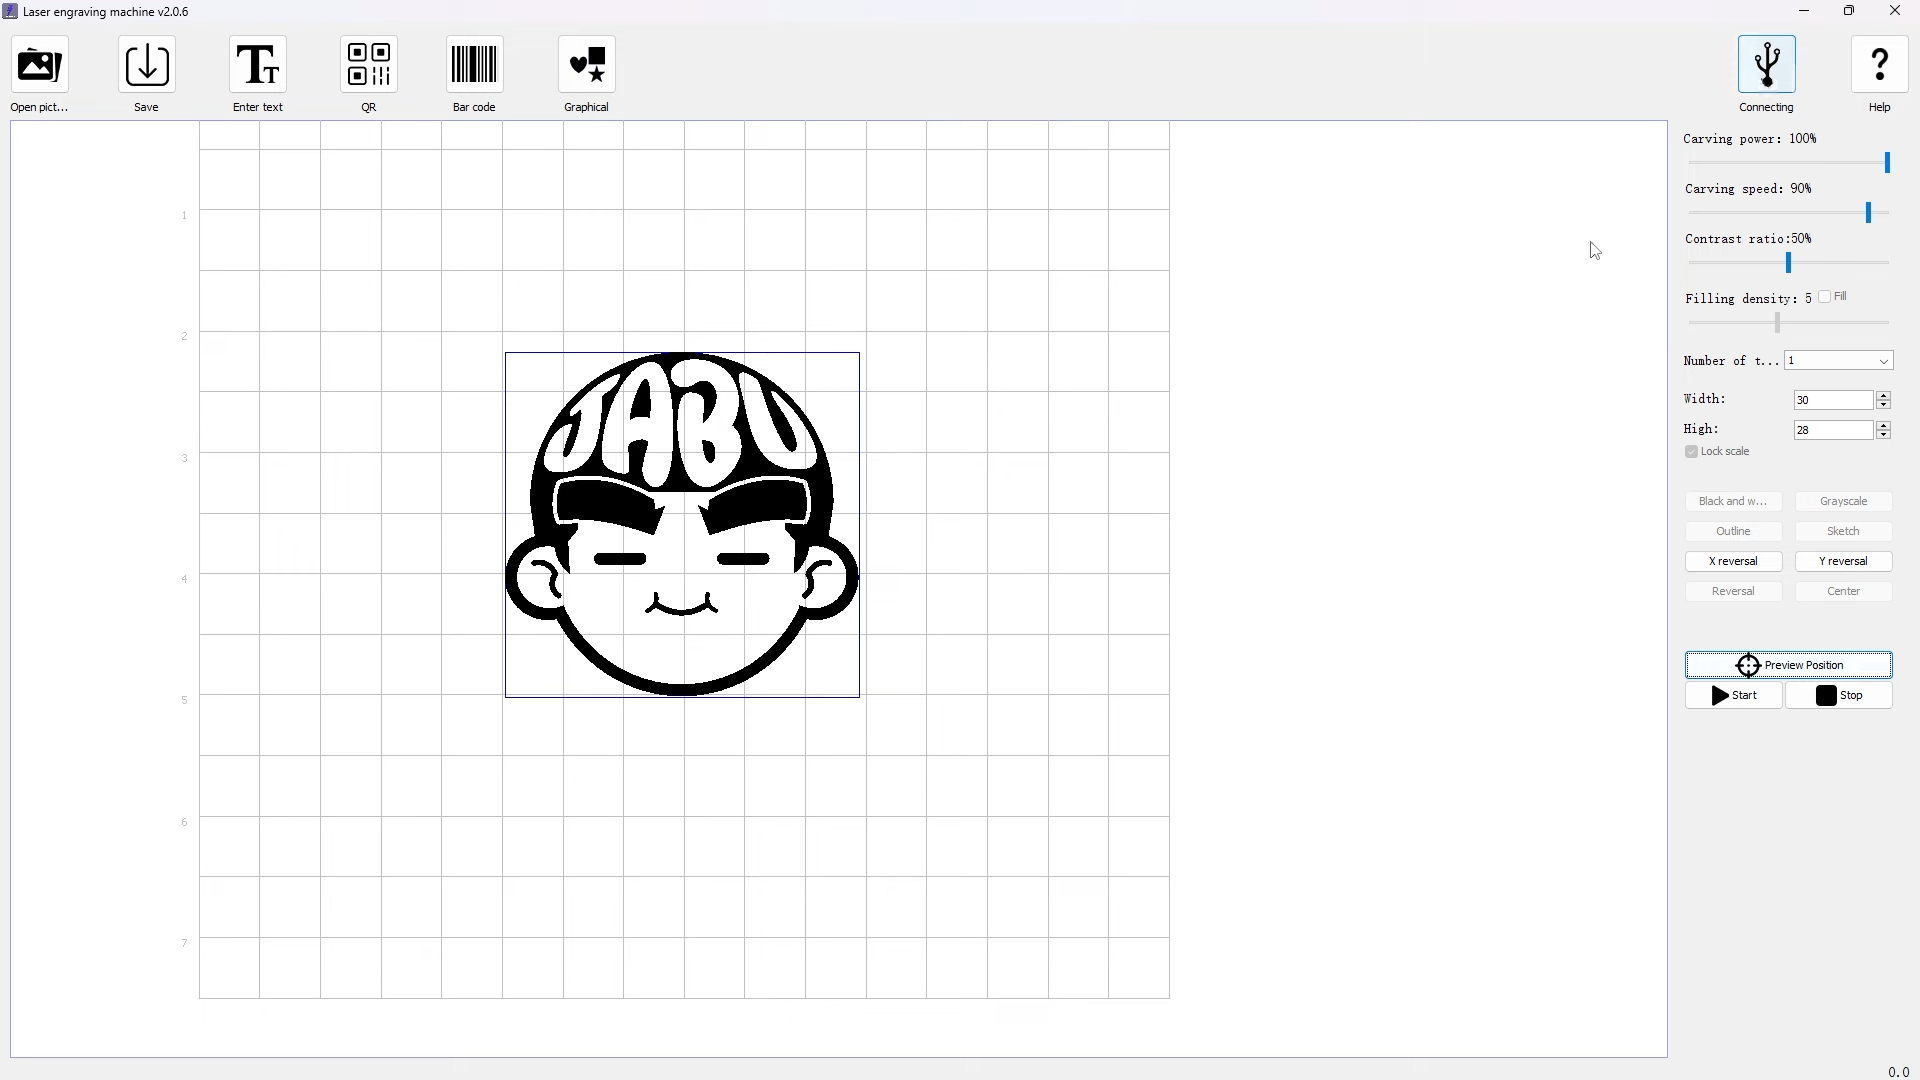 Laser engraving machine v2.0.6
Open pict...
Save
Enter text
QR
Bar code
Graphical
Connecting
Help
Carving power: 100%
Carving speed: 90%
Contrast ratio:50%
Filling density: 5 Fill
Number of t... 1
Width: 30
High: 28
Lock scale
Black and w... Grayscale
Outline Sketch
X reversal Y reversal
Reversal Center
Preview Position
Start Stop
1
2
3
4
5
6
7
JABU
0.0